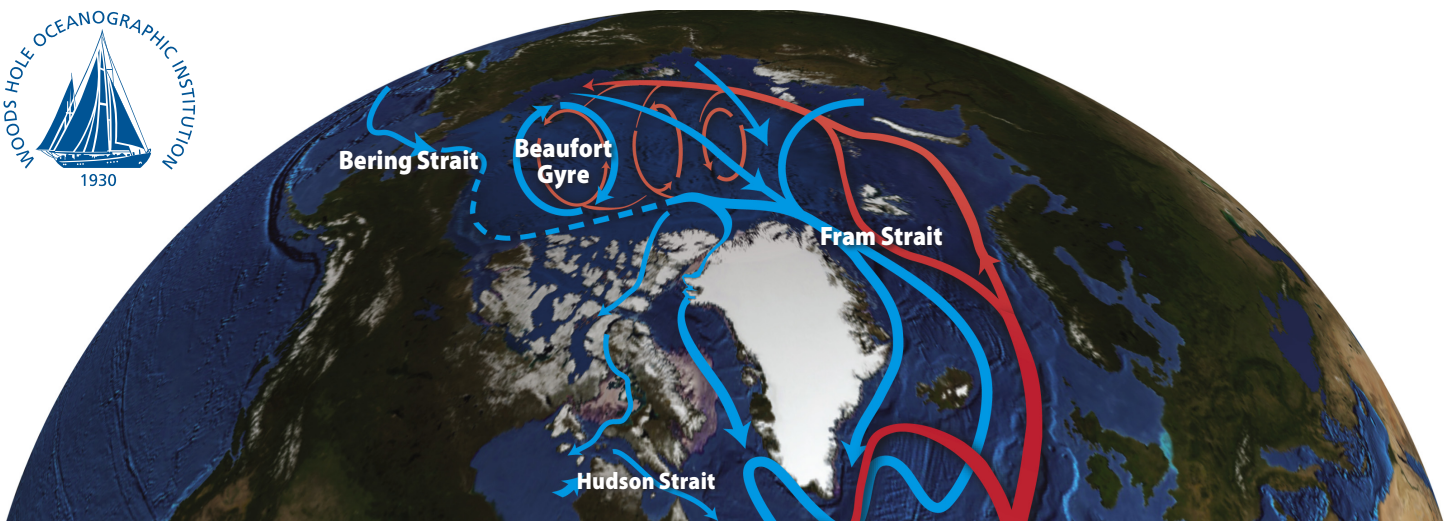 WOODS HOLE OCEANOGRAPHIC INSTITUTION
1930
Bering Strait
Beaufort
Gyre
Fram Strait
Hudson Strait